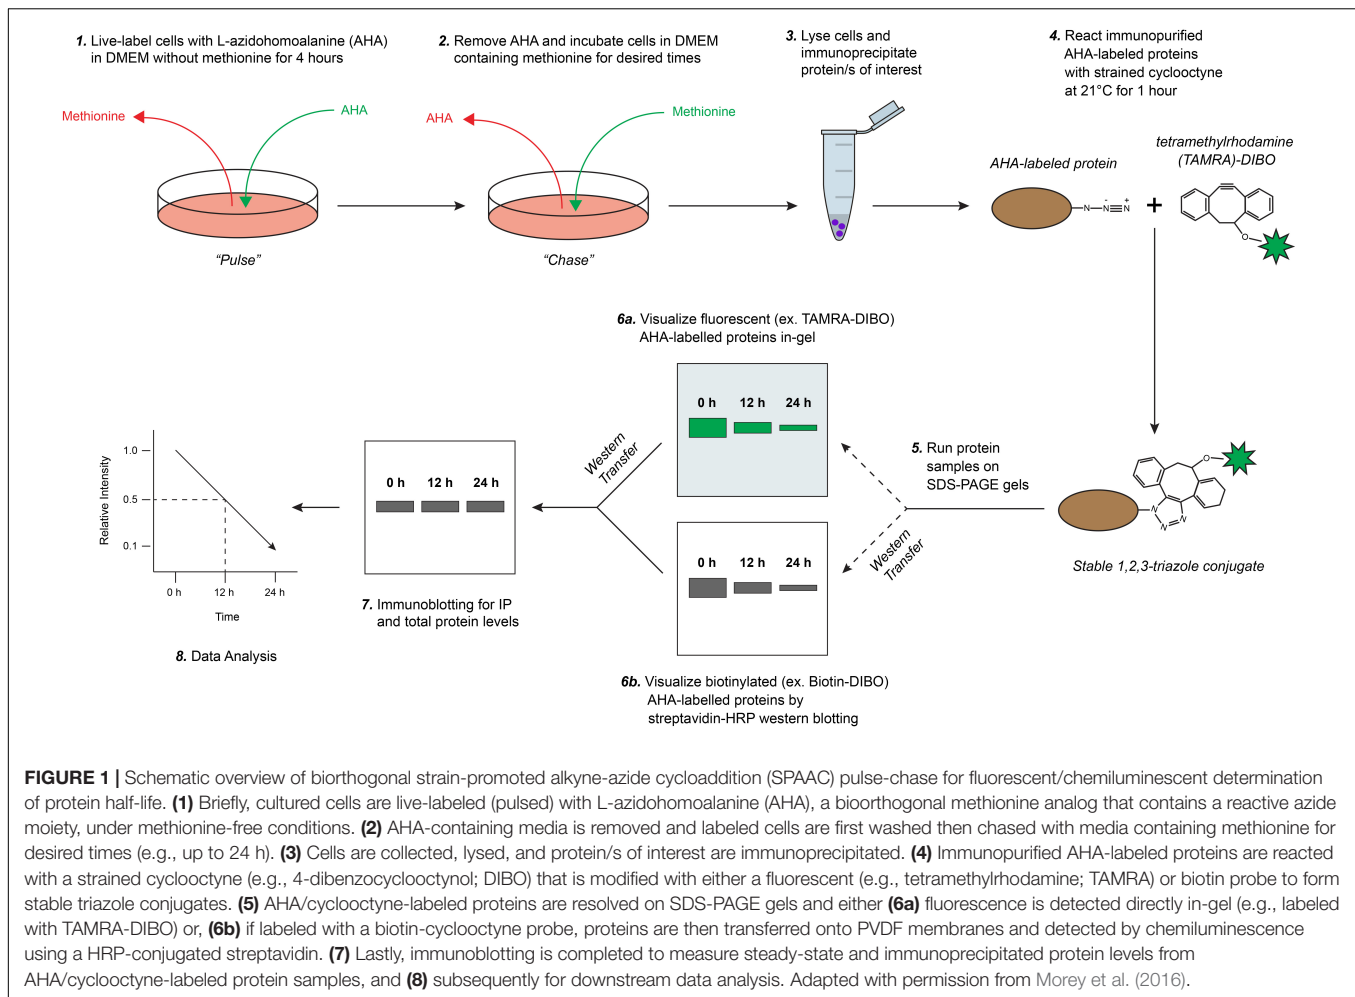 1. Live-label cells with L-azidohomoalanine (AHA)
in DMEM without methionine for 4 hours
Methionine
AHA
"Pulse"
2. Remove AHA and incubate cells in DMEM
containing methionine for desired times
AHA
Methionine
"Chase"
3. Lyse cells and
immunoprecipitate
protein/s of interest
4. React immunopurified
AHA-labeled proteins
with strained cyclooctyne
at 21°C for 1 hour
AHA-labeled protein
N N N
- +
+
tetramethylrhodamine
(TAMRA)-DIBO
O
O
N
N
N
Stable 1,2,3-triazole conjugate
5. Run protein
samples on
SDS-PAGE gels
Western
Transfer
6a. Visualize fluorescent (ex. TAMRA-DIBO)
AHA-labelled proteins in-gel
0 h 12 h 24 h
0 h 12 h 24 h
6b. Visualize biotinylated (ex. Biotin-DIBO)
AHA-labelled proteins by
streptavidin-HRP western blotting
Western
Transfer
0 h 12 h 24 h
7. Immunoblotting for IP
and total protein levels
Relative Intensity
1.0
0.5
0.1
0 h 12 h 24 h
Time
8. Data Analysis
FIGURE 1 | Schematic overview of biorthogonal strain-promoted alkyne-azide cycloaddition (SPAAC) pulse-chase for fluorescent/chemiluminescent determination
of protein half-life. (1) Briefly, cultured cells are live-labeled (pulsed) with L-azidohomoalanine (AHA), a bioorthogonal methionine analog that contains a reactive azide
moiety, under methionine-free conditions. (2) AHA-containing media is removed and labeled cells are first washed then chased with media containing methionine for
desired times (e.g., up to 24 h). (3) Cells are collected, lysed, and protein/s of interest are immunoprecipitated. (4) Immunopurified AHA-labeled proteins are reacted
with a strained cyclooctyne (e.g., 4-dibenzocyclooctynol; DIBO) that is modified with either a fluorescent (e.g., tetramethylrhodamine; TAMRA) or biotin probe to form
stable triazole conjugates. (5) AHA/cyclooctyne-labeled proteins are resolved on SDS-PAGE gels and either (6a) fluorescence is detected directly in-gel (e.g., labeled
with TAMRA-DIBO) or, (6b) if labeled with a biotin-cyclooctyne probe, proteins are then transferred onto PVDF membranes and detected by chemiluminescence
using a HRP-conjugated streptavidin. (7) Lastly, immunoblotting is completed to measure steady-state and immunoprecipitated protein levels from
AHA/cyclooctyne-labeled protein samples, and (8) subsequently for downstream data analysis. Adapted with permission from Morey et al. (2016).